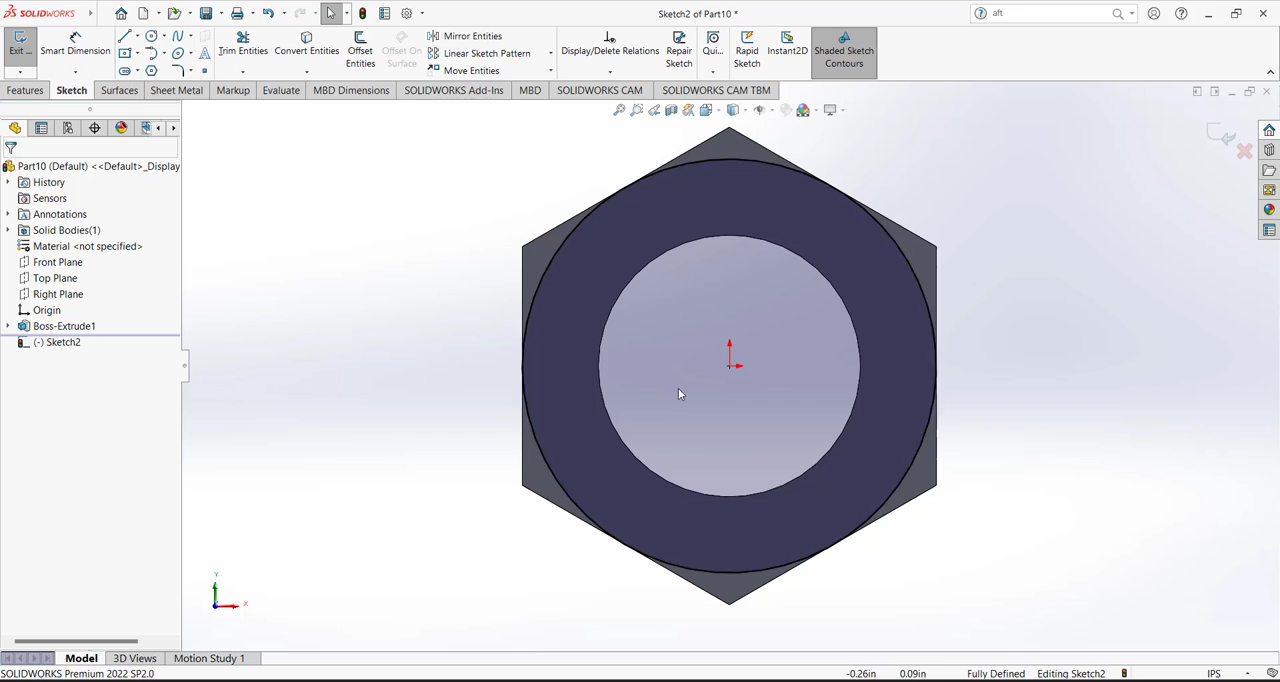 SOLIDWORKS
Sketch2 of Part10 *
aft
Exit ...
Smart Dimension
Trim Entities
Convert Entities
Offset Entities
Offset On Surface
Mirror Entities
Linear Sketch Pattern
Move Entities
Display/Delete Relations
Repair Sketch
Qui...
Rapid Sketch
Instant2D
Shaded Sketch Contours
Features
Sketch
Surfaces
Sheet Metal
Markup
Evaluate
MBD Dimensions
SOLIDWORKS Add-Ins
MBD
SOLIDWORKS CAM
SOLIDWORKS CAM TBM
Part10 (Default) <<Default>_Display
History
Sensors
Annotations
Solid Bodies(1)
Material <not specified>
Front Plane
Top Plane
Right Plane
Origin
Boss-Extrude1
(-) Sketch2
Y
X
Model
3D Views
Motion Study 1
SOLIDWORKS Premium 2022 SP2.0
-0.26in
0.09in
Fully Defined
Editing Sketch2
IPS